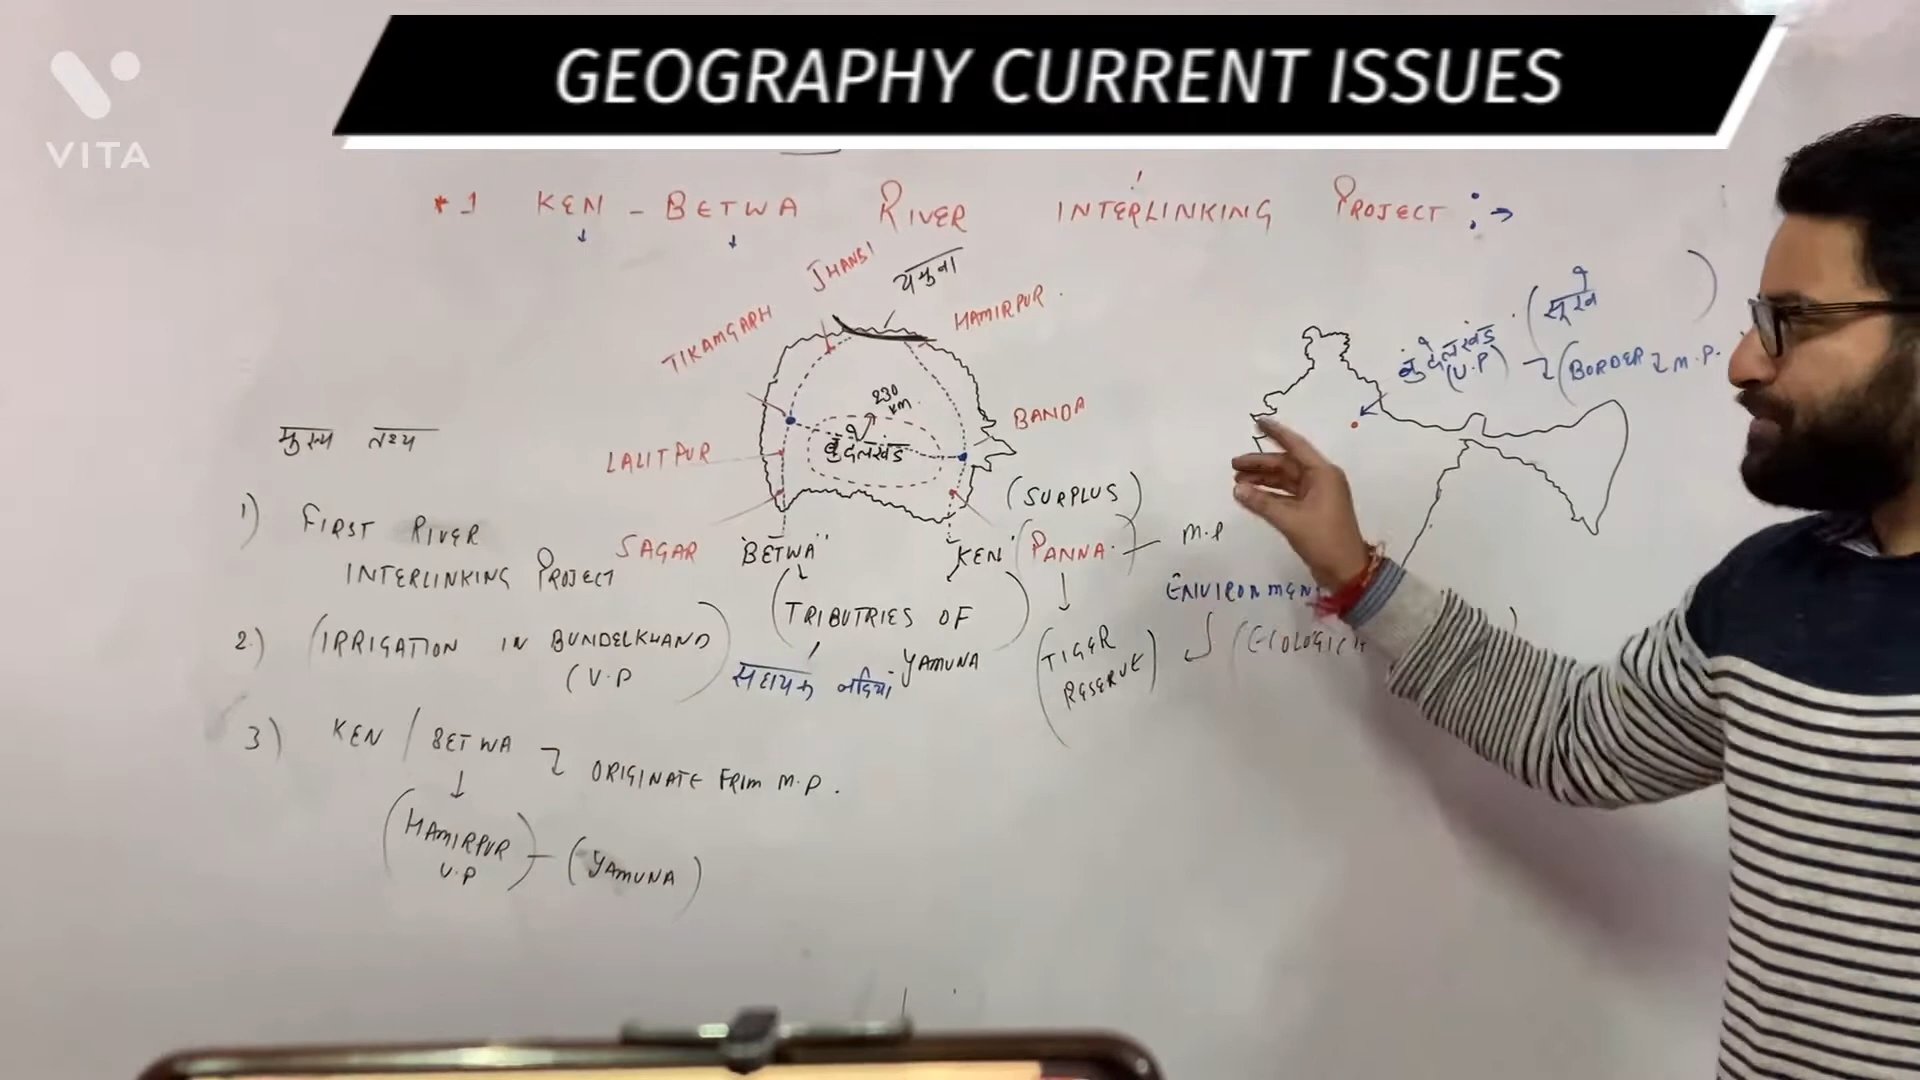 GEOGRAPHY CURRENT ISSUES
VITA
* 1 KEN - BETWA RIVER INTERLINKING PROJECT :→
JHANSI
यमुना
TIKAMGARH
HAMIRPUR
230 KM
बुंदेलखंड
BANDA
LALITPUR
SAGAR
"BETWA"
KEN
(SURPLUS)
(PANNA) - M.P
(TRIBUTRIES OF
YAMUNA
सहायक नदियां
(TIGER
RESERVE)
ENVIRONMEN
बुंदेलखंड
(U.P)
(BORDER M.P.
मुख्य तथ्य
1) FIRST RIVER
INTERLINKING PROJECT
2) (IRRIGATION IN BUNDELKHAND)
(U.P
3) KEN / BETWA ORIGINATE FRIM M.P.
(HAMIRPUR
U.P) - (YAMUNA)